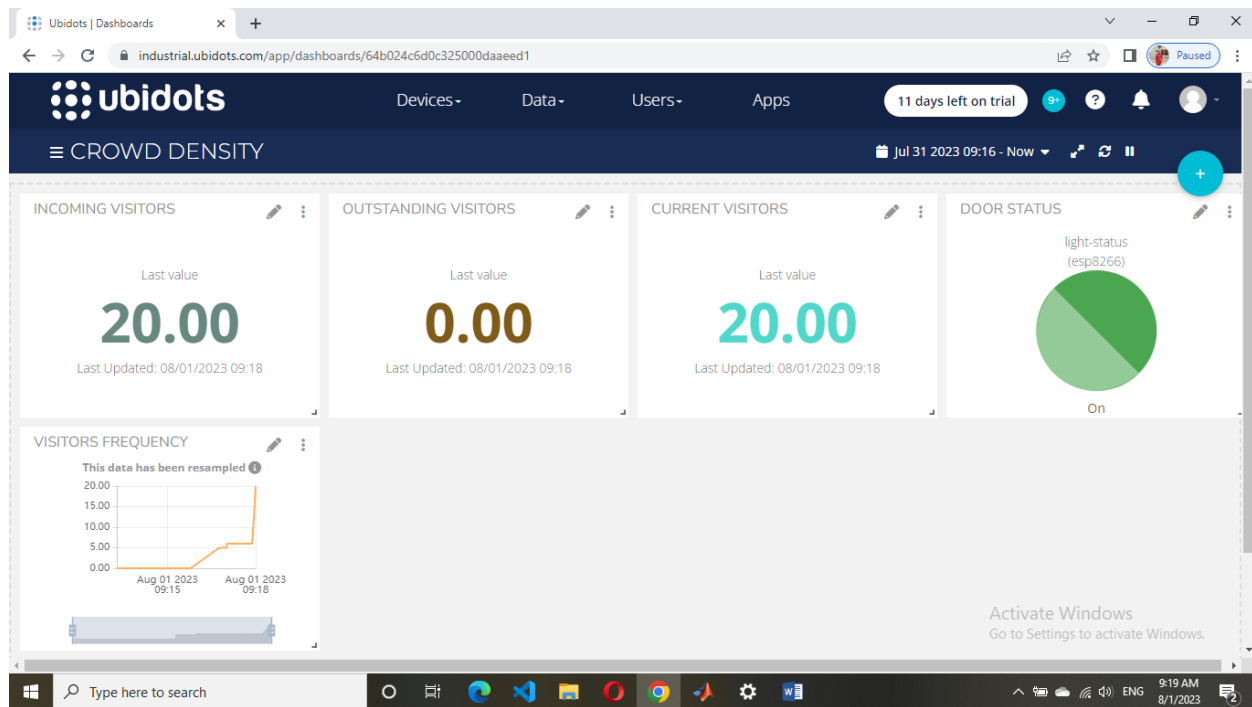 Ubidots | Dashboards
industrial.ubidots.com/app/dashboards/64b024c6d0c325000daaeed1
Paused
ubidots
Devices
Data
Users
Apps
11 days left on trial
9+
?
CROWD DENSITY
Jul 31 2023 09:16 - Now
+
INCOMING VISITORS
Last value
20.00
Last Updated: 08/01/2023 09:18
OUTSTANDING VISITORS
Last value
0.00
Last Updated: 08/01/2023 09:18
CURRENT VISITORS
Last value
20.00
Last Updated: 08/01/2023 09:18
DOOR STATUS
light-status
(esp8266)
On
VISITORS FREQUENCY
This data has been resampled
20.00
15.00
10.00
5.00
0.00
Aug 01 2023
09:15
Aug 01 2023
09:18
Activate Windows
Go to Settings to activate Windows.
Type here to search
ENG
9:19 AM
8/1/2023
2